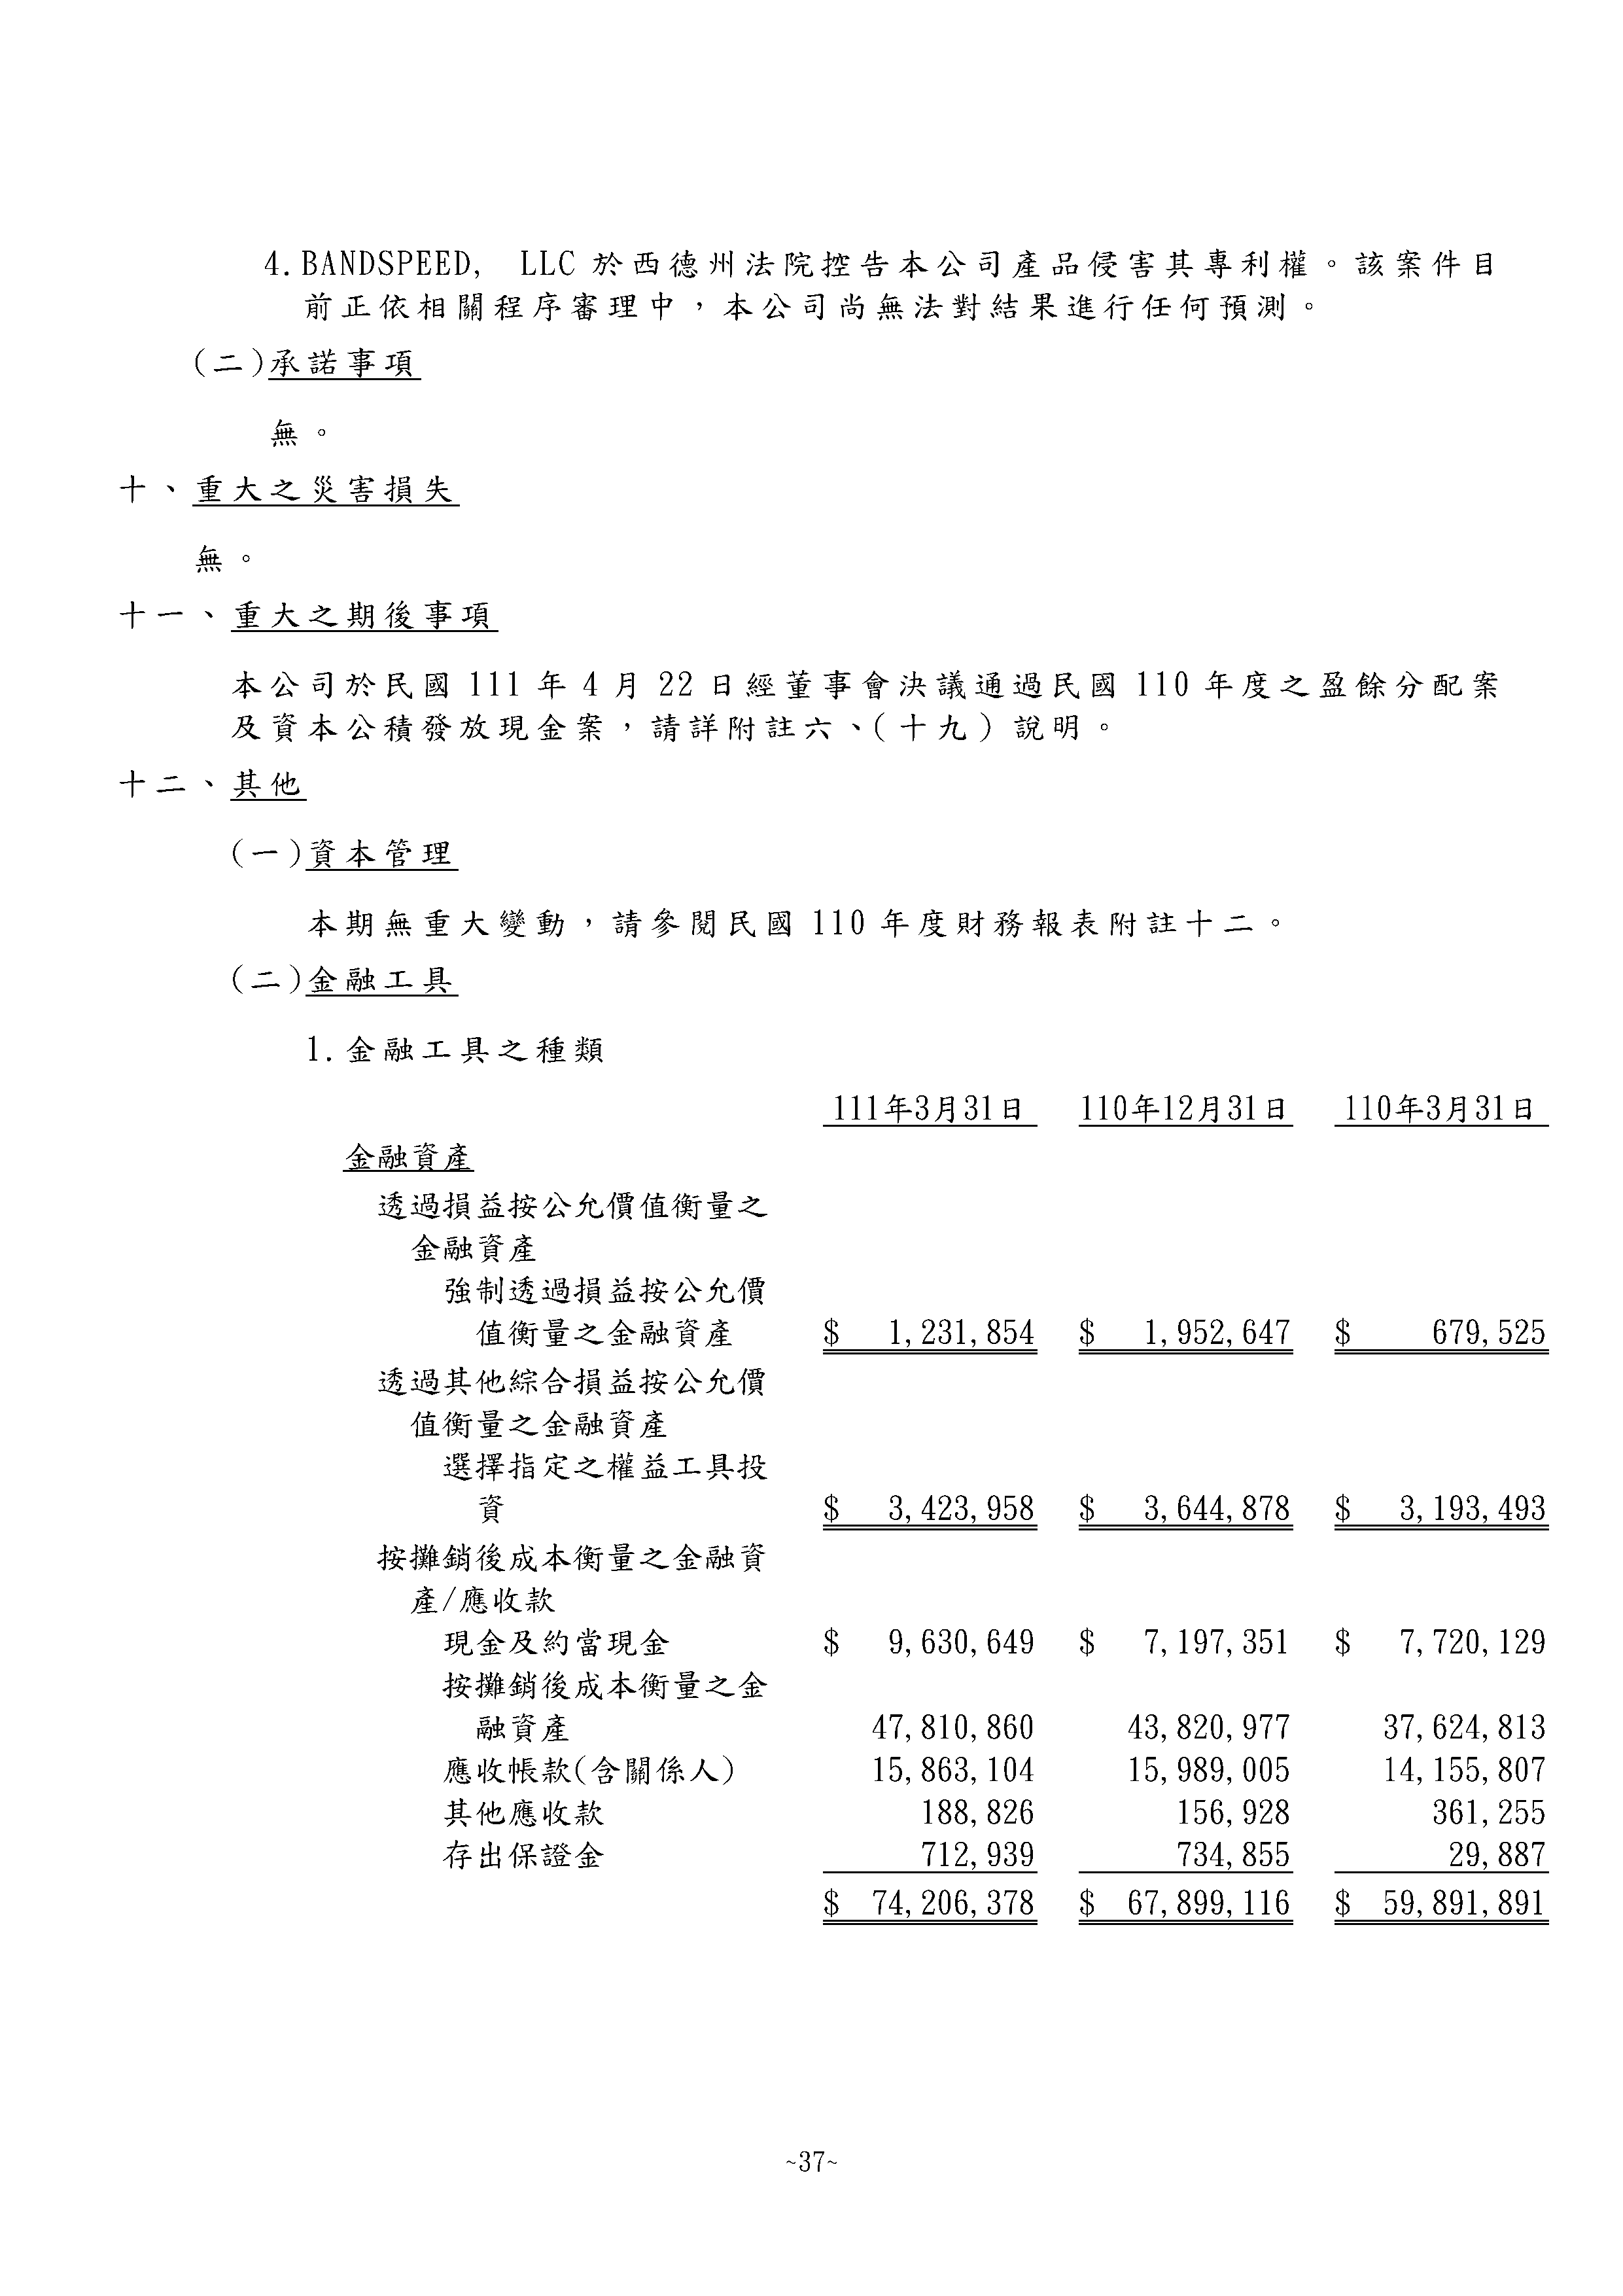 4.BANDSPEED, LLC 於西德州法院控告本公司產品侵害其專利權。該案件目
前正依相關程序審理中，本公司尚無法對結果進行任何預測。
(二)承諾事項
無。
十、重大之災害損失
無。
十一、重大之期後事項
本公司於民國 111 年 4 月 22 日經董事會決議通過民國 110 年度之盈餘分配案
及資本公積發放現金案，請詳附註六、(十九)說明。
十二、其他
(一)資本管理
本期無重大變動，請參閱民國 110 年度財務報表附註十二。
(二)金融工具
1.金融工具之種類
111年3月31日 110年12月31日 110年3月31日
金融資產
透過損益按公允價值衡量之
金融資產
強制透過損益按公允價
值衡量之金融資產 $ 1,231,854 $ 1,952,647 $ 679,525
透過其他綜合損益按公允價
值衡量之金融資產
選擇指定之權益工具投
資 $ 3,423,958 $ 3,644,878 $ 3,193,493
按攤銷後成本衡量之金融資
產/應收款
現金及約當現金 $ 9,630,649 $ 7,197,351 $ 7,720,129
按攤銷後成本衡量之金
融資產 47,810,860 43,820,977 37,624,813
應收帳款(含關係人) 15,863,104 15,989,005 14,155,807
其他應收款 188,826 156,928 361,255
存出保證金 712,939 734,855 29,887
$ 74,206,378 $ 67,899,116 $ 59,891,891
~37~